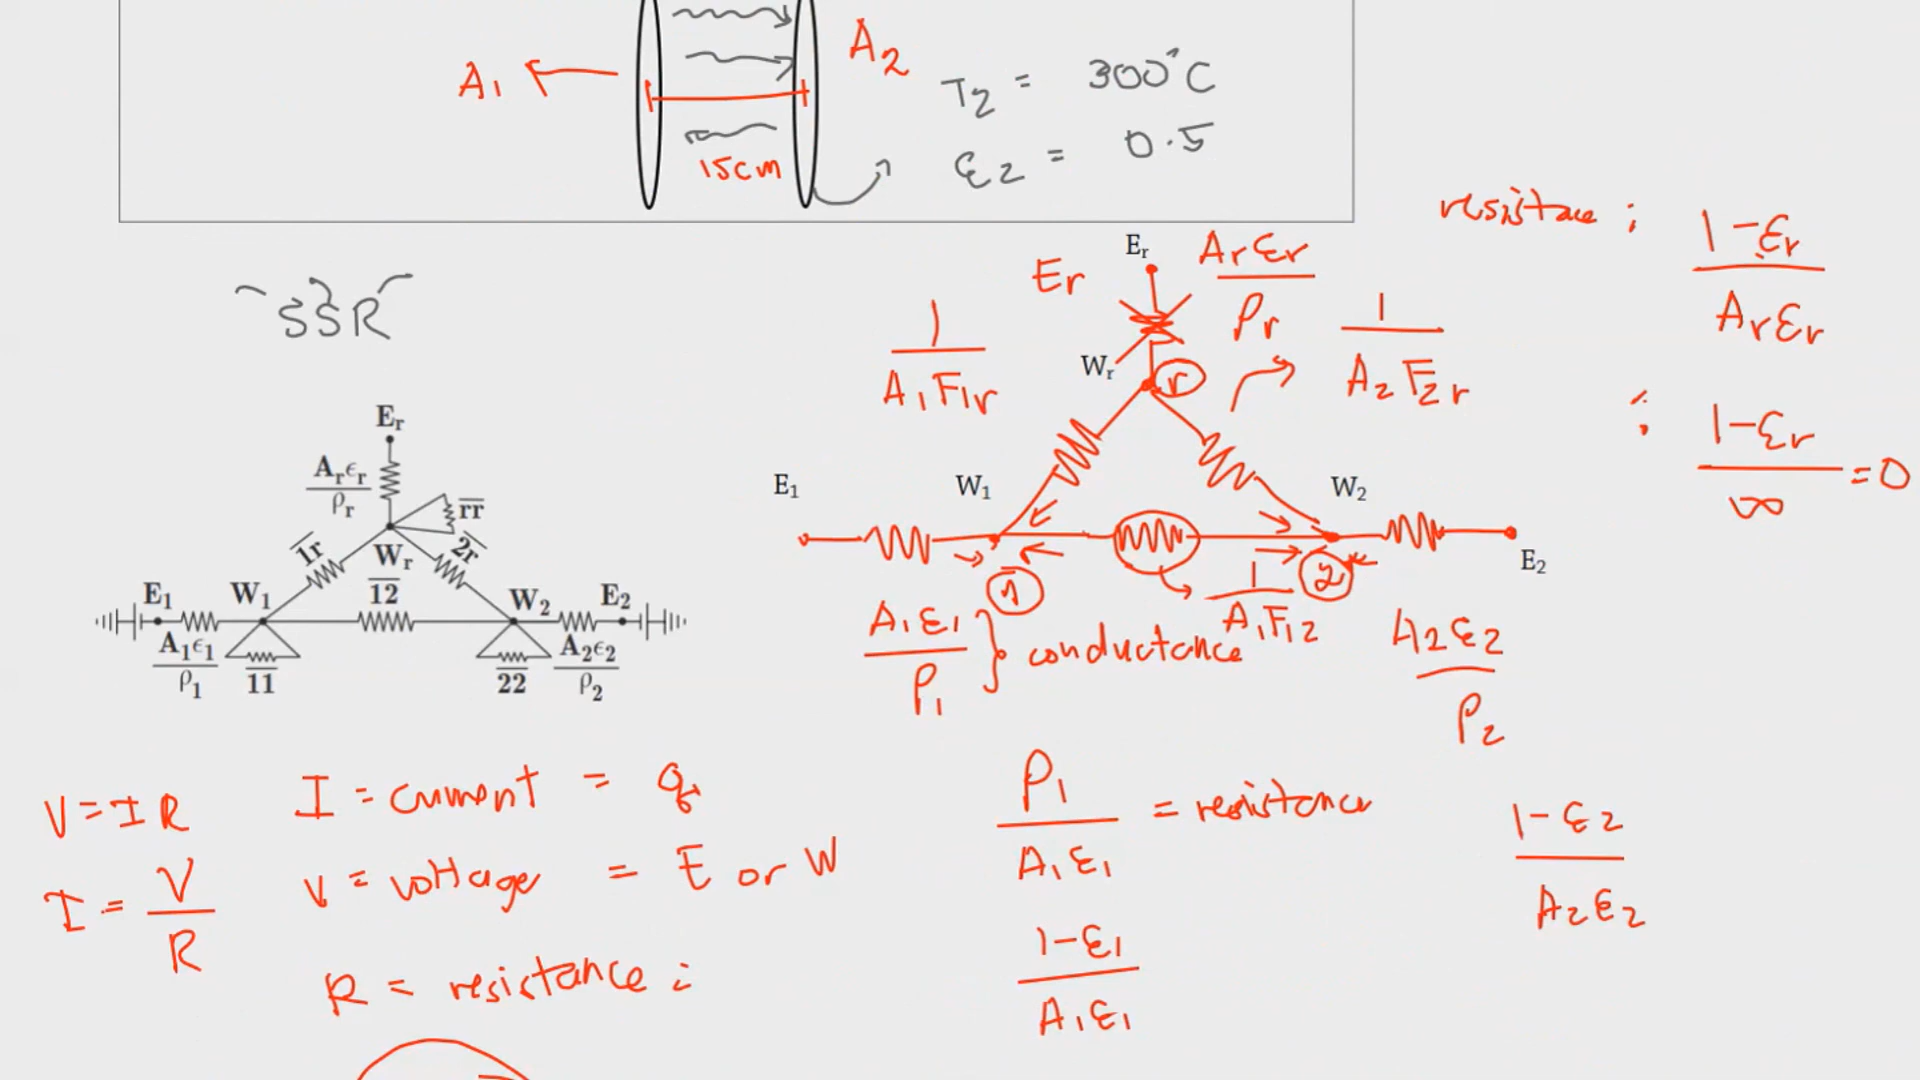 A₁
A₂
T₂ = 300°C
15cm
ε₂ = 0.5
resistace : 1-εr / Arεr
: 1-εr / ∞ = 0
SSR
Er
Er
Arεr / ρr
1 / A₁F1r
1 / A₂F2r
Wr
r
E₁
W₁
W₂
E₂
1
2
1 / A₁F12
A₁ε₁ / ρ₁ } conductance
A₂ε₂ / ρ₂
Er
Arϵr / ρr
rr
1r
Wr
2r
E₁
W₁
12
W₂
E₂
A₁ϵ₁ / ρ₁
11
22
A₂ϵ₂ / ρ₂
V = IR
I = current = q
I = V / R
V = voltage = E or W
R = resistance :
ρ₁ / A₁ε₁ = resistance
1-ε₁ / A₁ε₁
1-ε₂ / A₂ε₂